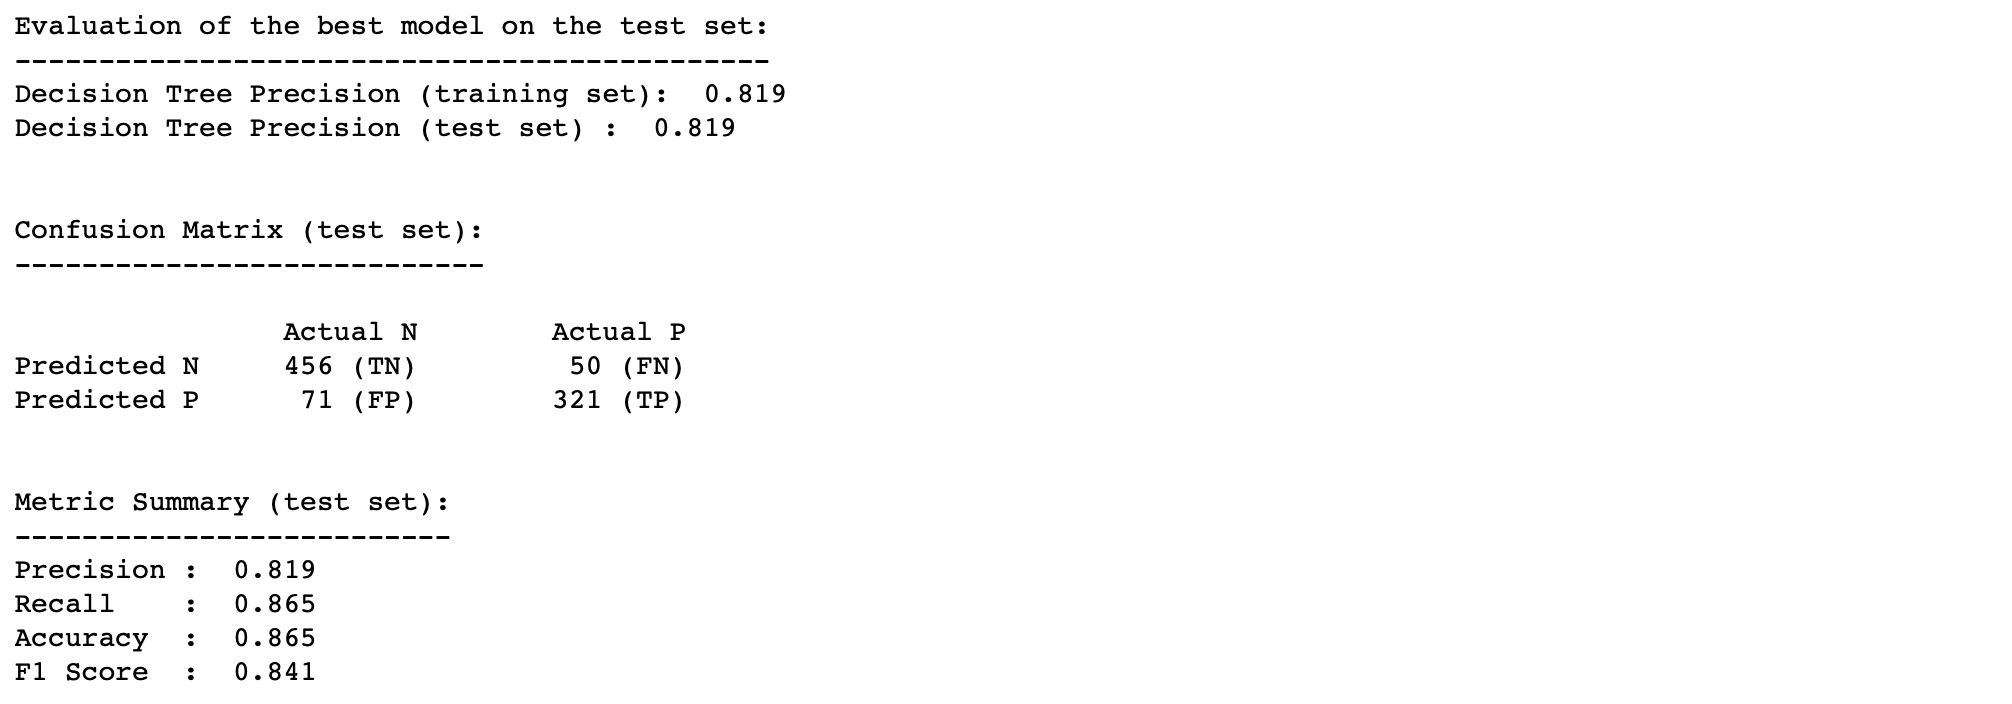 Evaluation of the best model on the test set:
---------------------------------------------
Decision Tree Precision (training set):  0.819
Decision Tree Precision (test set) :  0.819
Confusion Matrix (test set):
----------------------------
                Actual N        Actual P
Predicted N     456 (TN)         50 (FN)
Predicted P      71 (FP)        321 (TP)
Metric Summary (test set):
--------------------------
Precision :  0.819
Recall    :  0.865
Accuracy  :  0.865
F1 Score  :  0.841